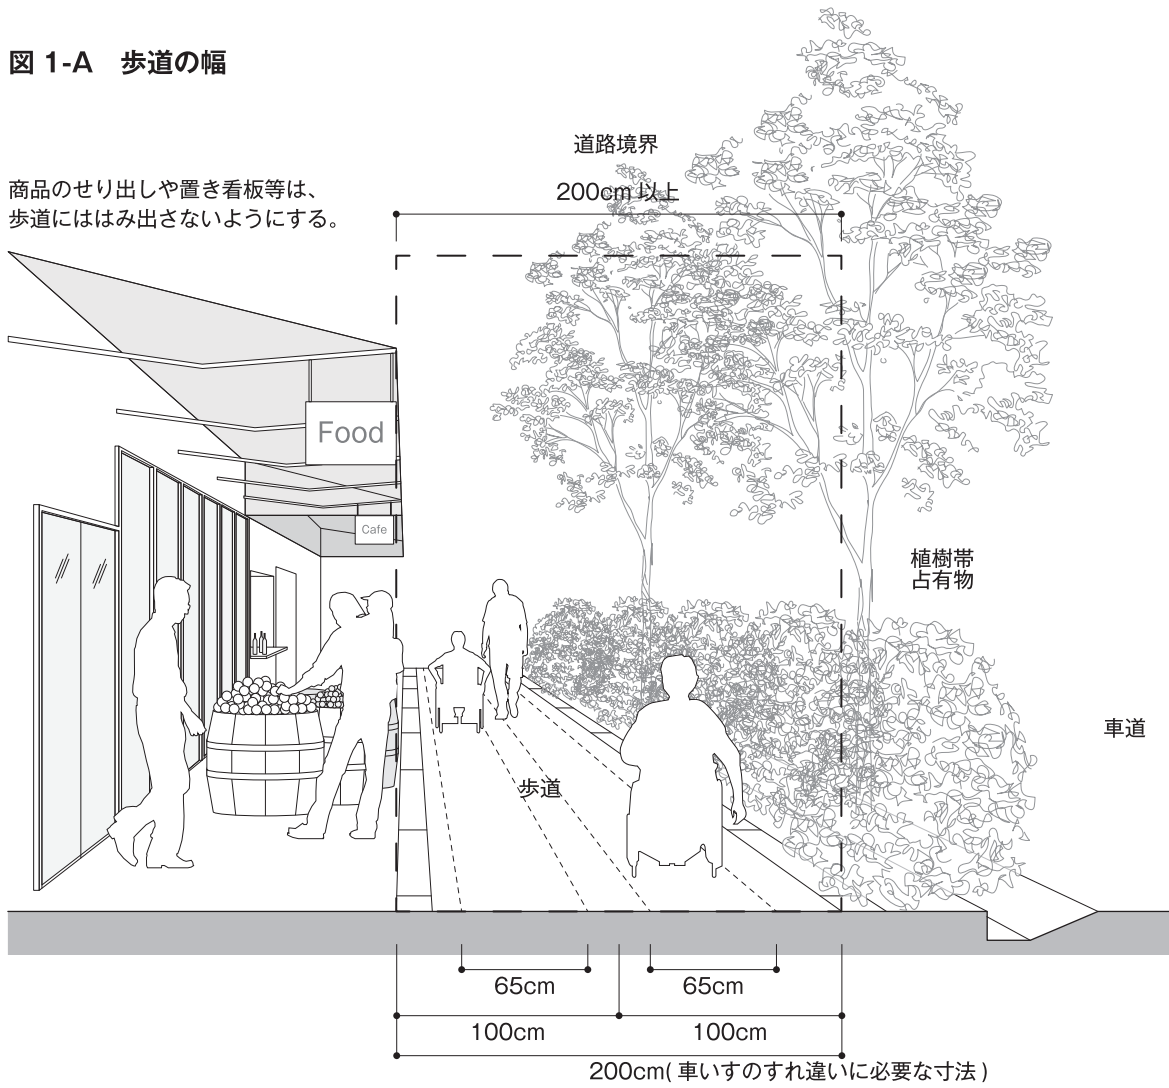 図 1-A　歩道の幅
道路境界
200cm 以上
商品のせり出しや置き看板等は、
歩道にははみ出さないようにする。
Food
Cafe
植樹帯
占有物
車道
歩道
65cm
65cm
100cm
100cm
200cm( 車いすのすれ違いに必要な寸法 )